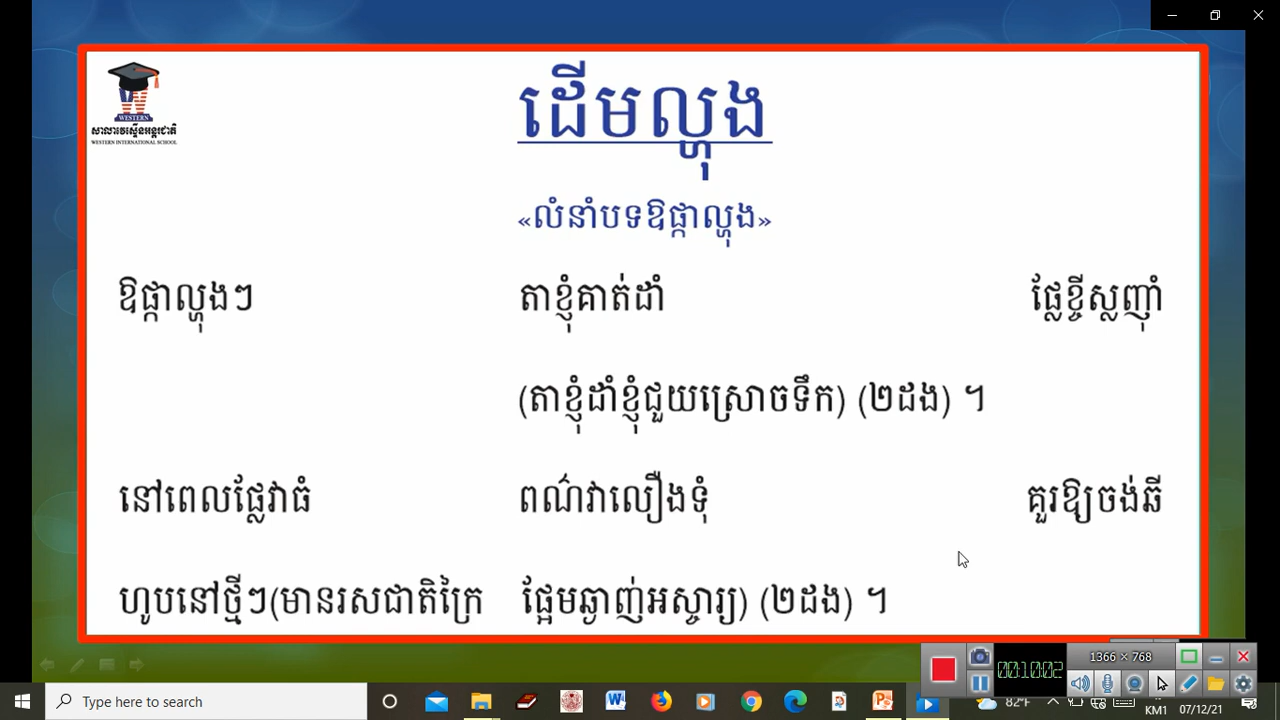 WESTERN
សាលាវេស្ទើនអន្តរជាតិ
WESTERN INTERNATIONAL SCHOOL
ដើមល្ហុង
«លំនាំបទឱផ្កាល្ហុង»
ឱផ្កាល្ហុងៗ តាខ្ញុំគាត់ដាំ ផ្លែខ្ចីស្លញ៉ាំ
(តាខ្ញុំដាំខ្ញុំជួយស្រោចទឹក) (២ដង) ។
នៅពេលផ្លែវាធំ ពណ៌វាលឿងទុំ គួរឱ្យចង់ឆី
ហូបនៅថ្មីៗ(មានរសជាតិក្រៃ ផ្អែមឆ្ងាញ់អស្ចារ្យ) (២ដង) ។
1366 × 768
00:10:02
Type here to search
82°F
KM1
07/12/21